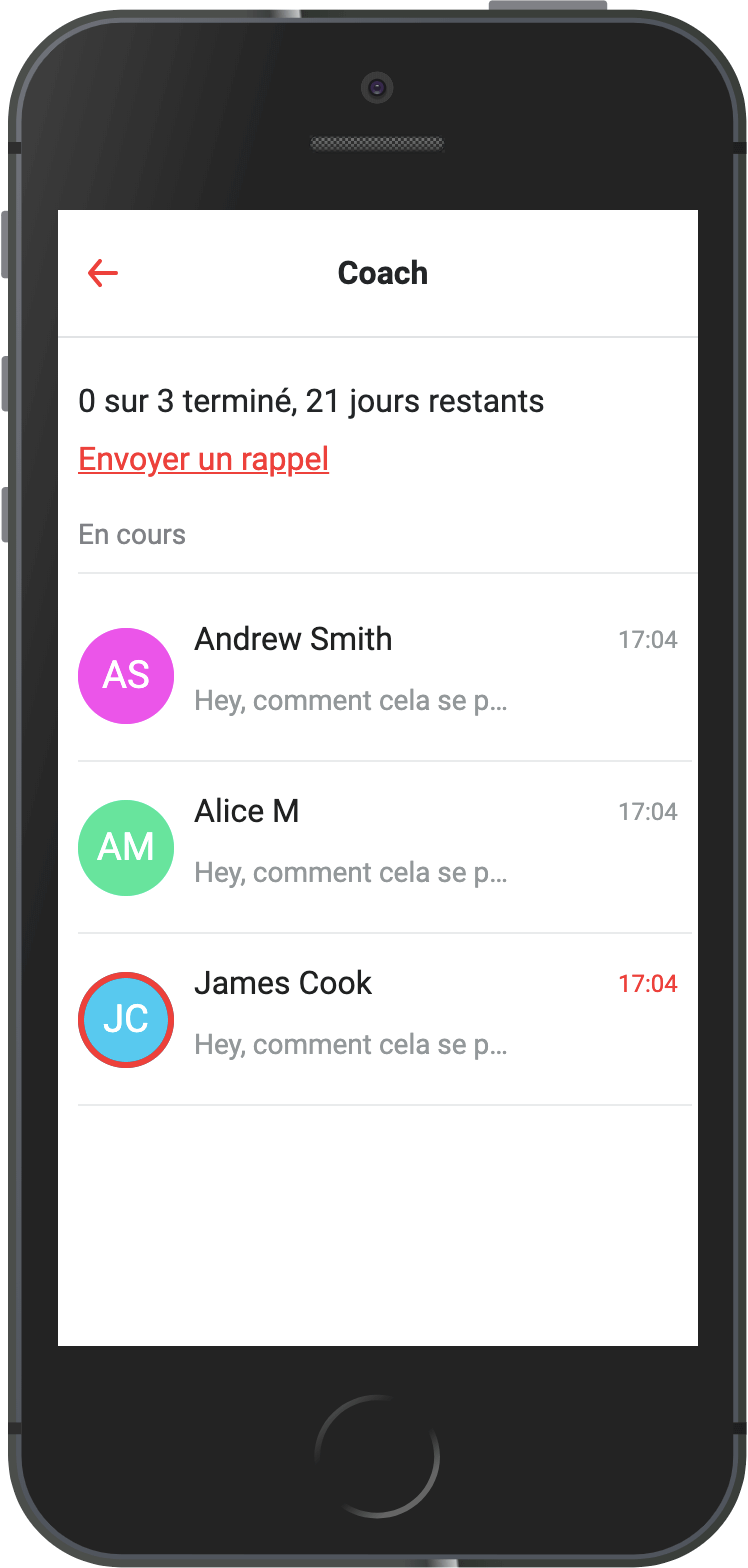 Coach
0 sur 3 terminé, 21 jours restants
Envoyer un rappel
En cours
AS
Andrew Smith
17:04
Hey, comment cela se p...
AM
Alice M
17:04
Hey, comment cela se p...
JC
James Cook
17:04
Hey, comment cela se p...